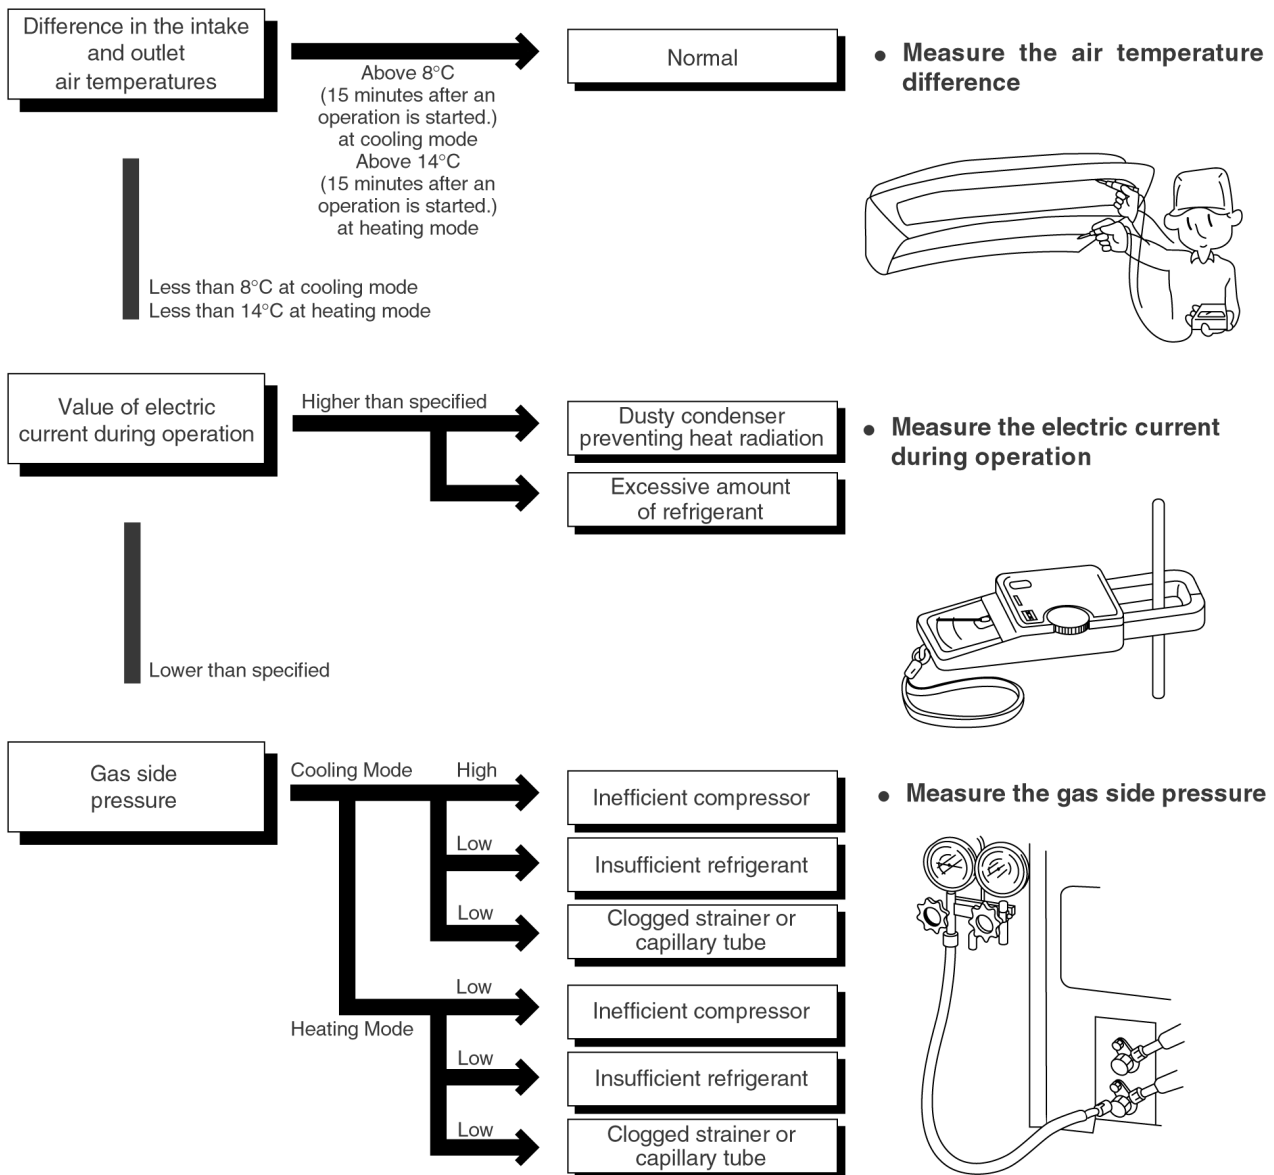 Difference in the intake
and outlet
air temperatures
Above 8°C
(15 minutes after an
operation is started.)
at cooling mode
Above 14°C
(15 minutes after an
operation is started.)
at heating mode
Normal
● Measure the air temperature
difference
Less than 8°C at cooling mode
Less than 14°C at heating mode
Value of electric
current during operation
Higher than specified
Dusty condenser
preventing heat radiation
Excessive amount
of refrigerant
● Measure the electric current
during operation
Lower than specified
Gas side
pressure
Cooling Mode
High
Inefficient compressor
Low
Insufficient refrigerant
Low
Clogged strainer or
capillary tube
Heating Mode
Low
Inefficient compressor
Low
Insufficient refrigerant
Low
Clogged strainer or
capillary tube
● Measure the gas side pressure